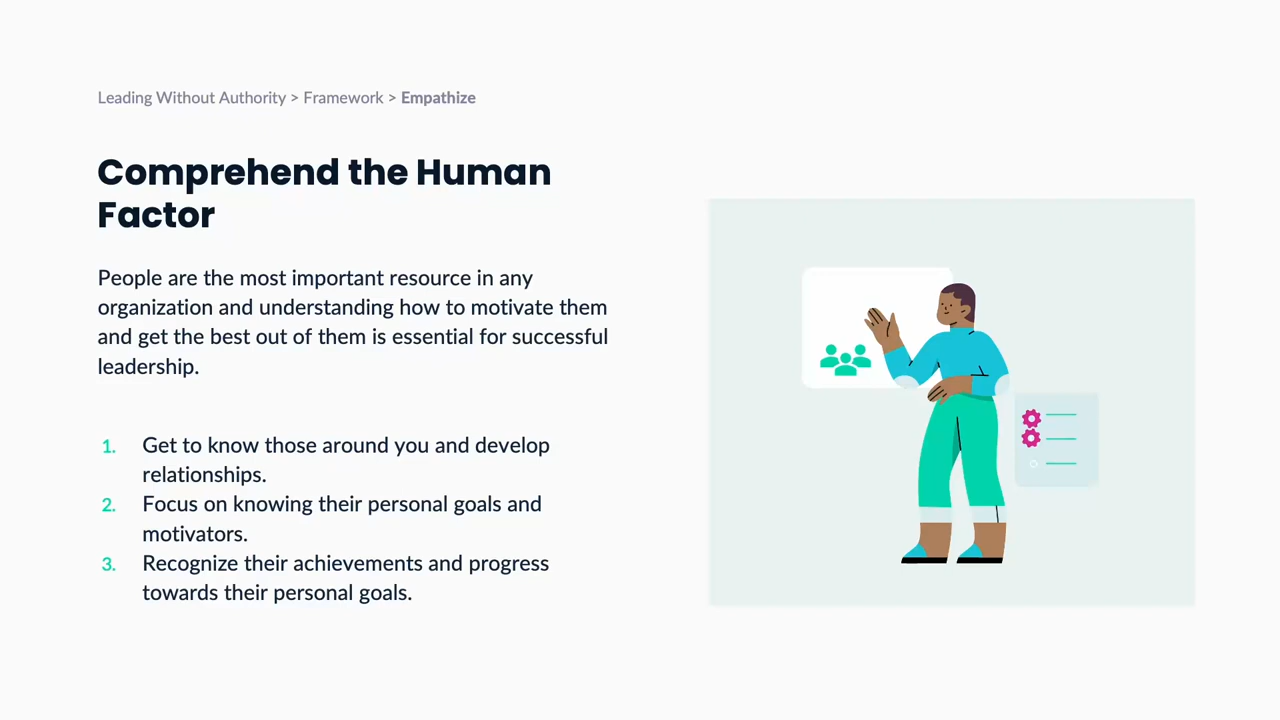 Leading Without Authority > Framework > Empathize
Comprehend the Human
Factor
People are the most important resource in any
organization and understanding how to motivate them
and get the best out of them is essential for successful
leadership.
1. Get to know those around you and develop
relationships.
2. Focus on knowing their personal goals and
motivators.
3. Recognize their achievements and progress
towards their personal goals.